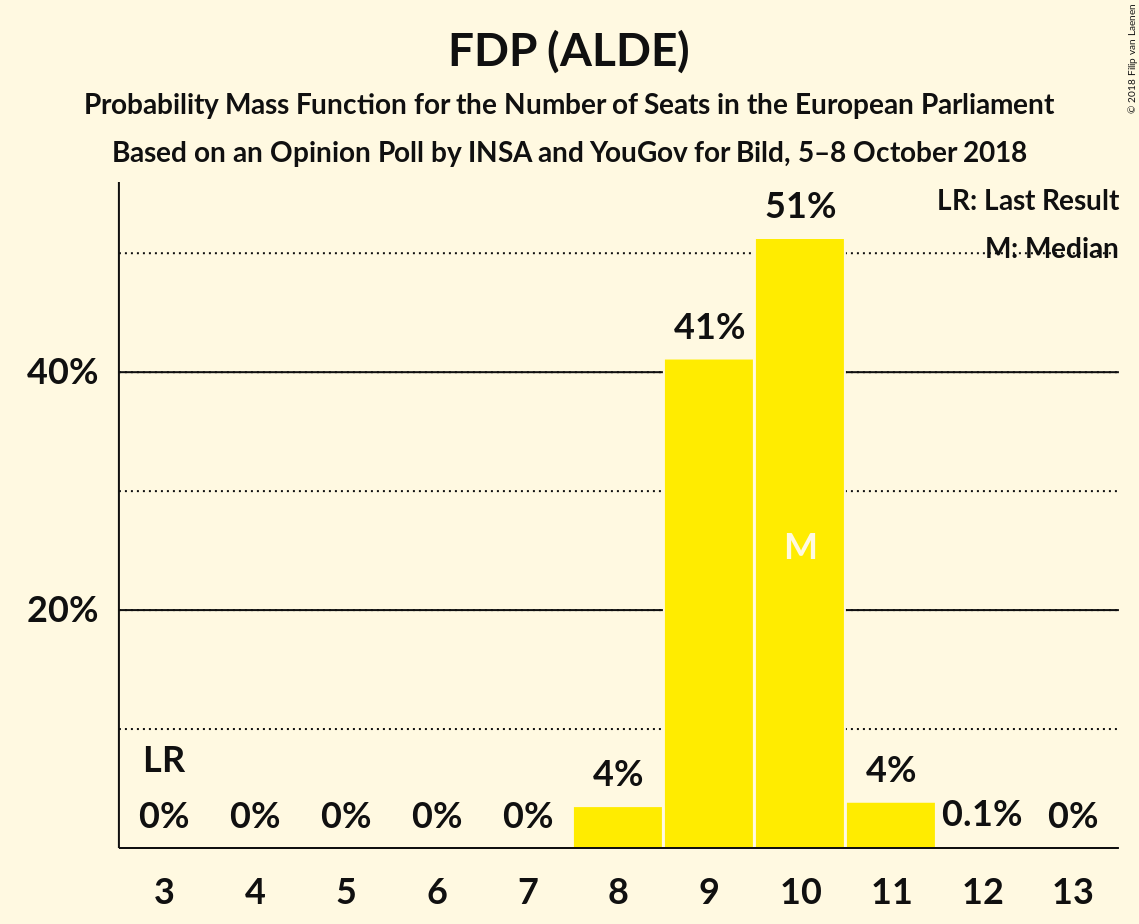 FDP (ALDE)
Probability Mass Function for the Number of Seats in the European Parliament
Based on an Opinion Poll by INSA and YouGov for Bild, 5–8 October 2018
© 2018 Filip van Laenen
LR: Last Result
M: Median
51%
41%
40%
M
20%
LR
4%
4%
0%
0%
0%
0%
0%
0.1%
0%
3 4 5 6 7 8 9 10 11 12 13